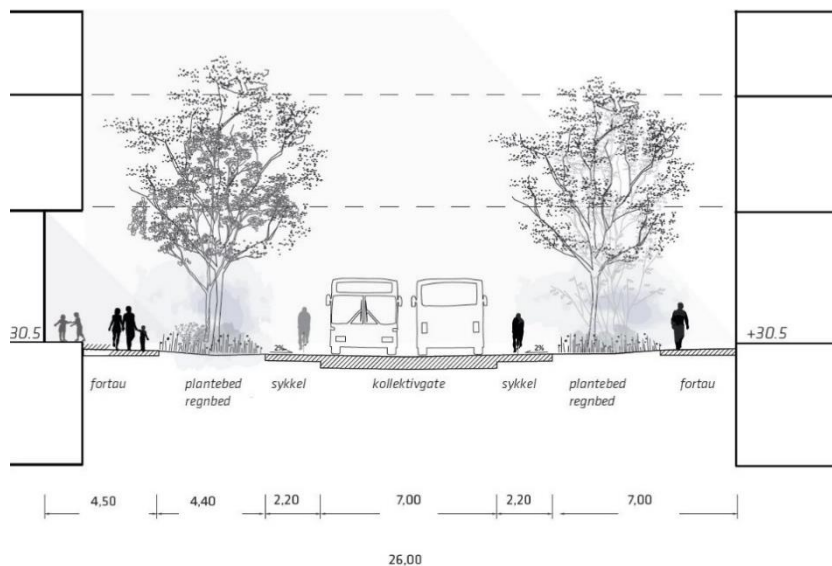 30.5
+30.5
2%
2%
fortau
plantebed
regnbed
sykkel
kollektivgate
sykkel
plantebed
regnbed
fortau
4,50
4,40
2,20
7,00
2,20
7,00
26,00